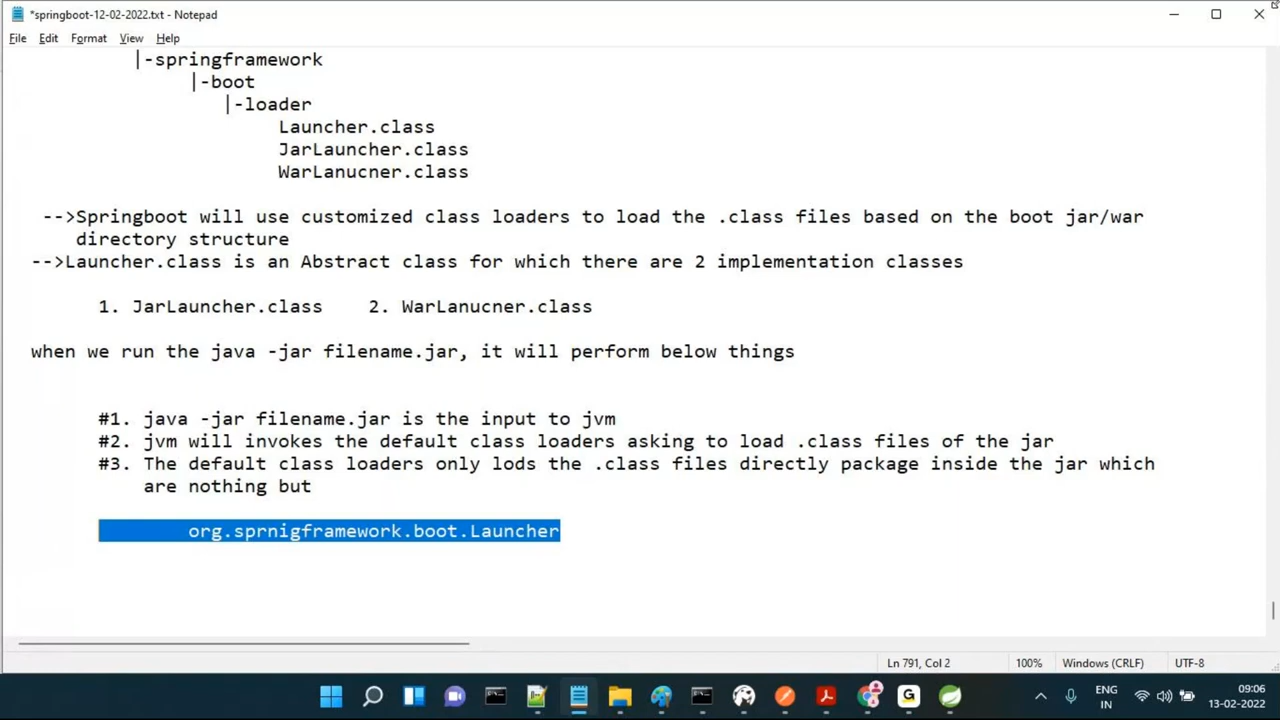 *springboot-12-02-2022.txt - Notepad
File Edit Format View Help
|-springframework
|-boot
|-loader
Launcher.class
JarLauncher.class
WarLanucner.class
-->Springboot will use customized class loaders to load the .class files based on the boot jar/war
directory structure
-->Launcher.class is an Abstract class for which there are 2 implementation classes
1. JarLauncher.class 2. WarLanucner.class
when we run the java -jar filename.jar, it will perform below things
#1. java -jar filename.jar is the input to jvm
#2. jvm will invokes the default class loaders asking to load .class files of the jar
#3. The default class loaders only lods the .class files directly package inside the jar which
are nothing but
org.sprnigframework.boot.Launcher
Ln 791, Col 2 100% Windows (CRLF) UTF-8
ENG 09:06
IN 13-02-2022